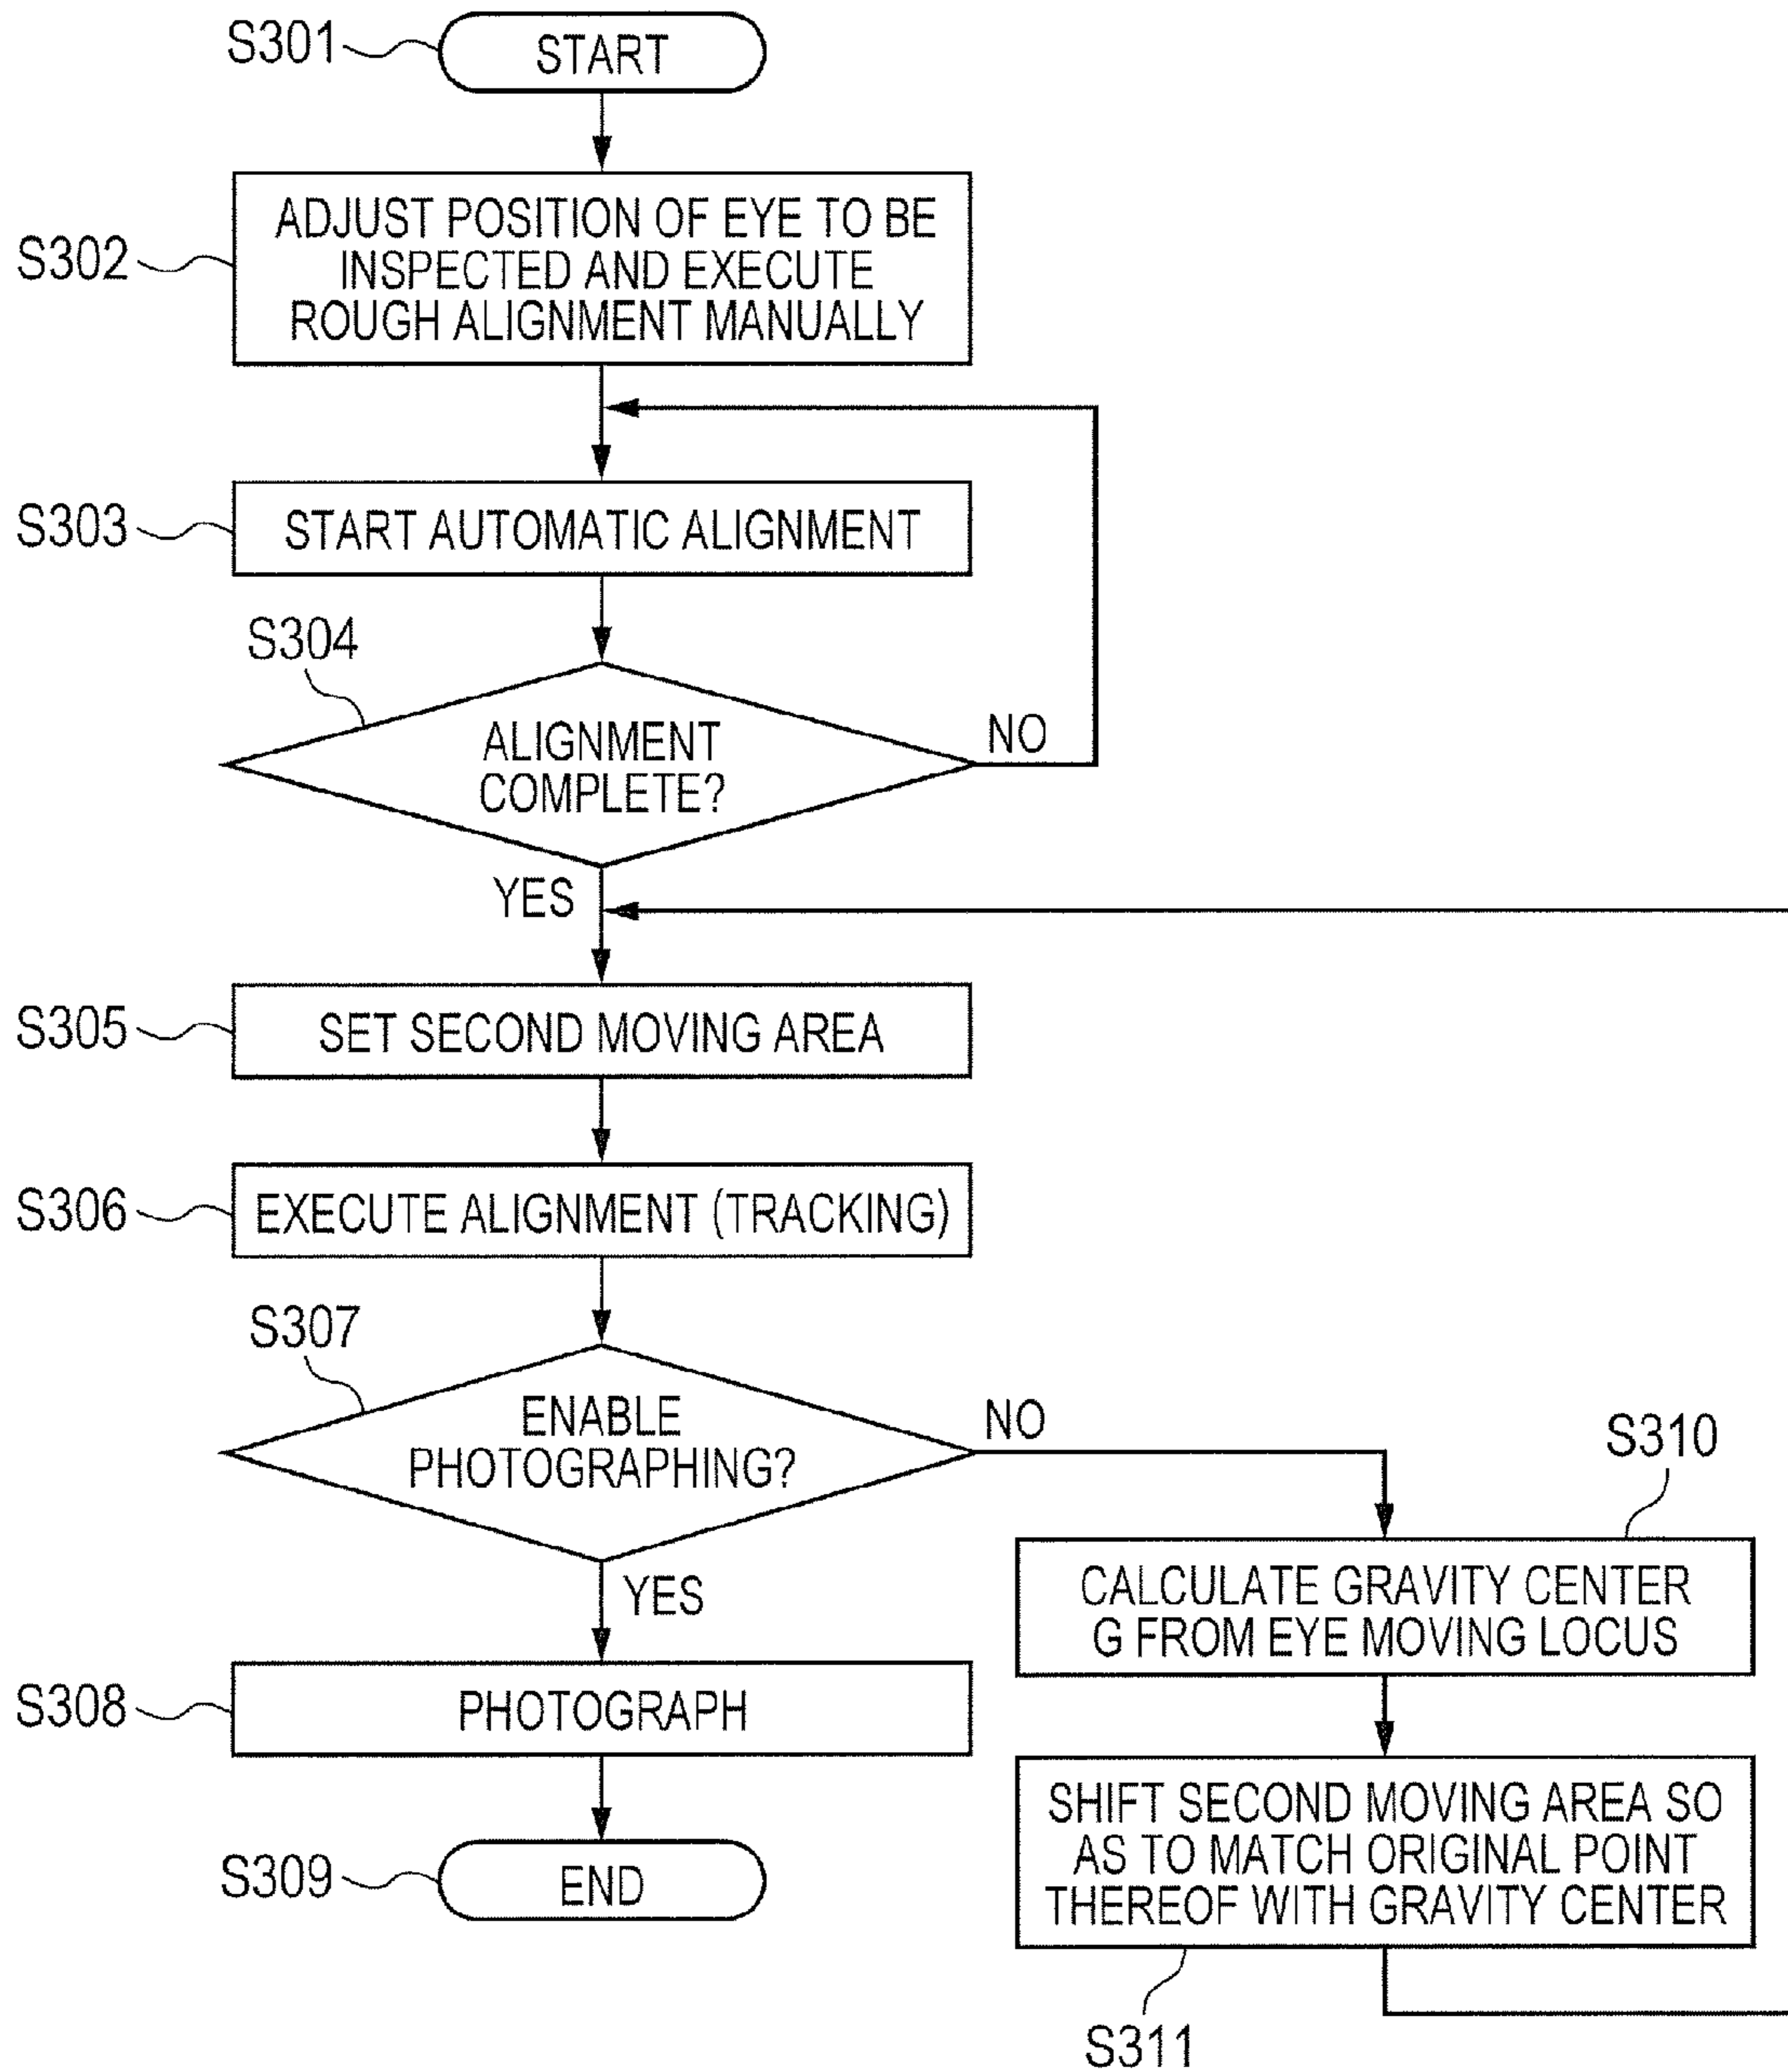 S301
START
S302
ADJUST POSITION OF EYE TO BE
INSPECTED AND EXECUTE
ROUGH ALIGNMENT MANUALLY
S303
START AUTOMATIC ALIGNMENT
S304
ALIGNMENT
COMPLETE?
NO
YES
S305
SET SECOND MOVING AREA
S306
EXECUTE ALIGNMENT (TRACKING)
S307
ENABLE
PHOTOGRAPHING?
NO
YES
S308
PHOTOGRAPH
S309
END
S310
CALCULATE GRAVITY CENTER
G FROM EYE MOVING LOCUS
SHIFT SECOND MOVING AREA SO
AS TO MATCH ORIGINAL POINT
THEREOF WITH GRAVITY CENTER
S311